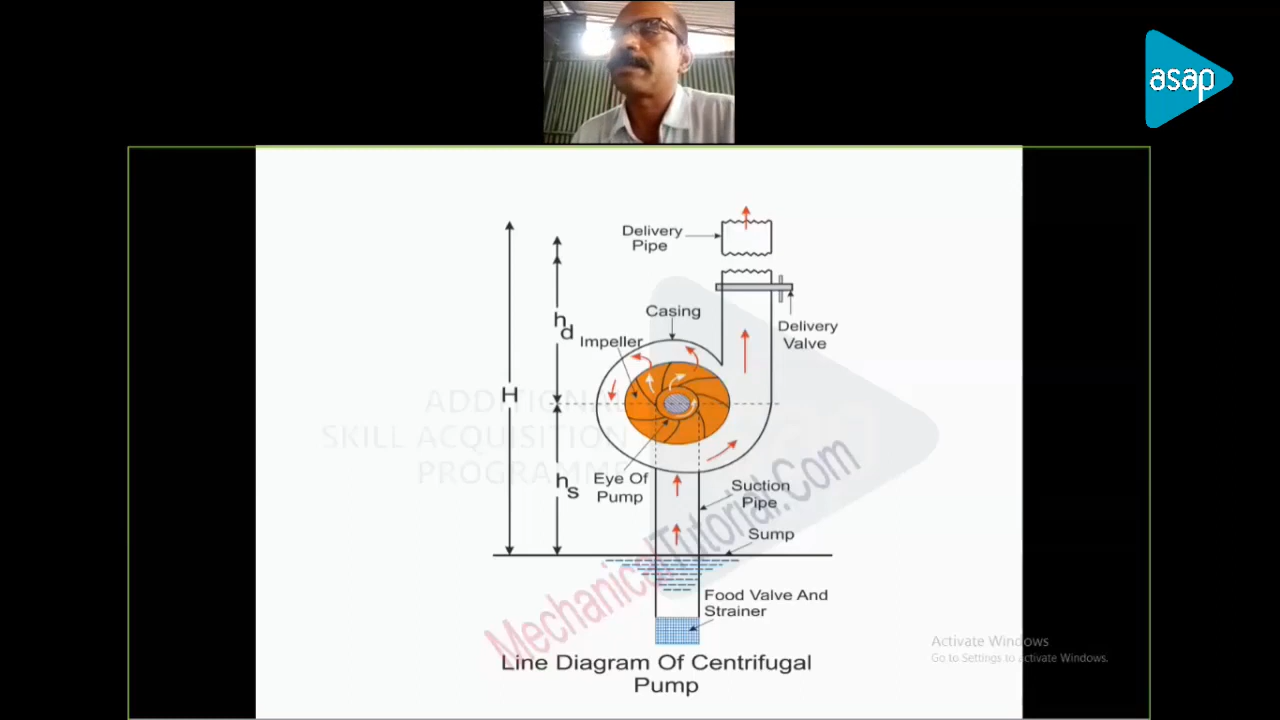 asap
Delivery
Pipe
Casing
Delivery
Valve
h
d
Impeller
H
ADDITIONAL
SKILL ACQUISITION
PROGRAMME
h
s
Eye Of
Pump
Suction
Pipe
Sump
Food Valve And
Strainer
MechanicalTutorial.Com
Activate Windows
Go to Settings to activate Windows.
Line Diagram Of Centrifugal
Pump